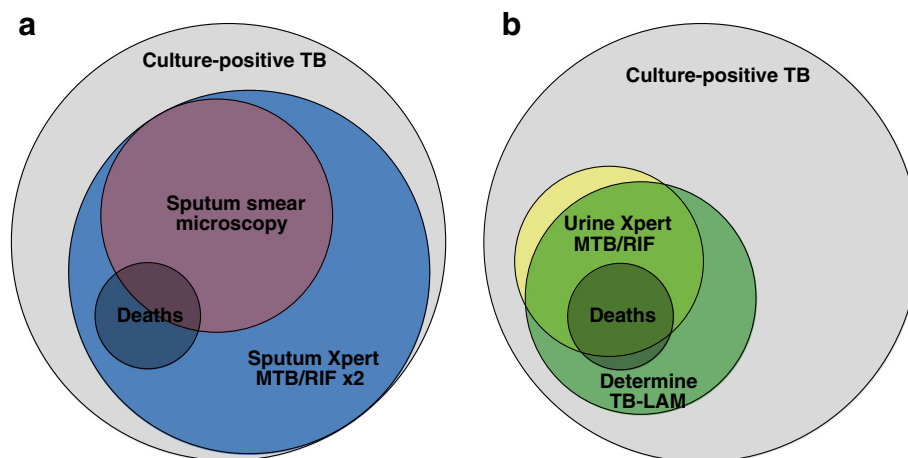 a
Culture-positive TB
Sputum smear
microscopy
Deaths
Sputum Xpert
MTB/RIF x2
b
Culture-positive TB
Urine Xpert
MTB/RIF
Deaths
Determine
TB-LAM